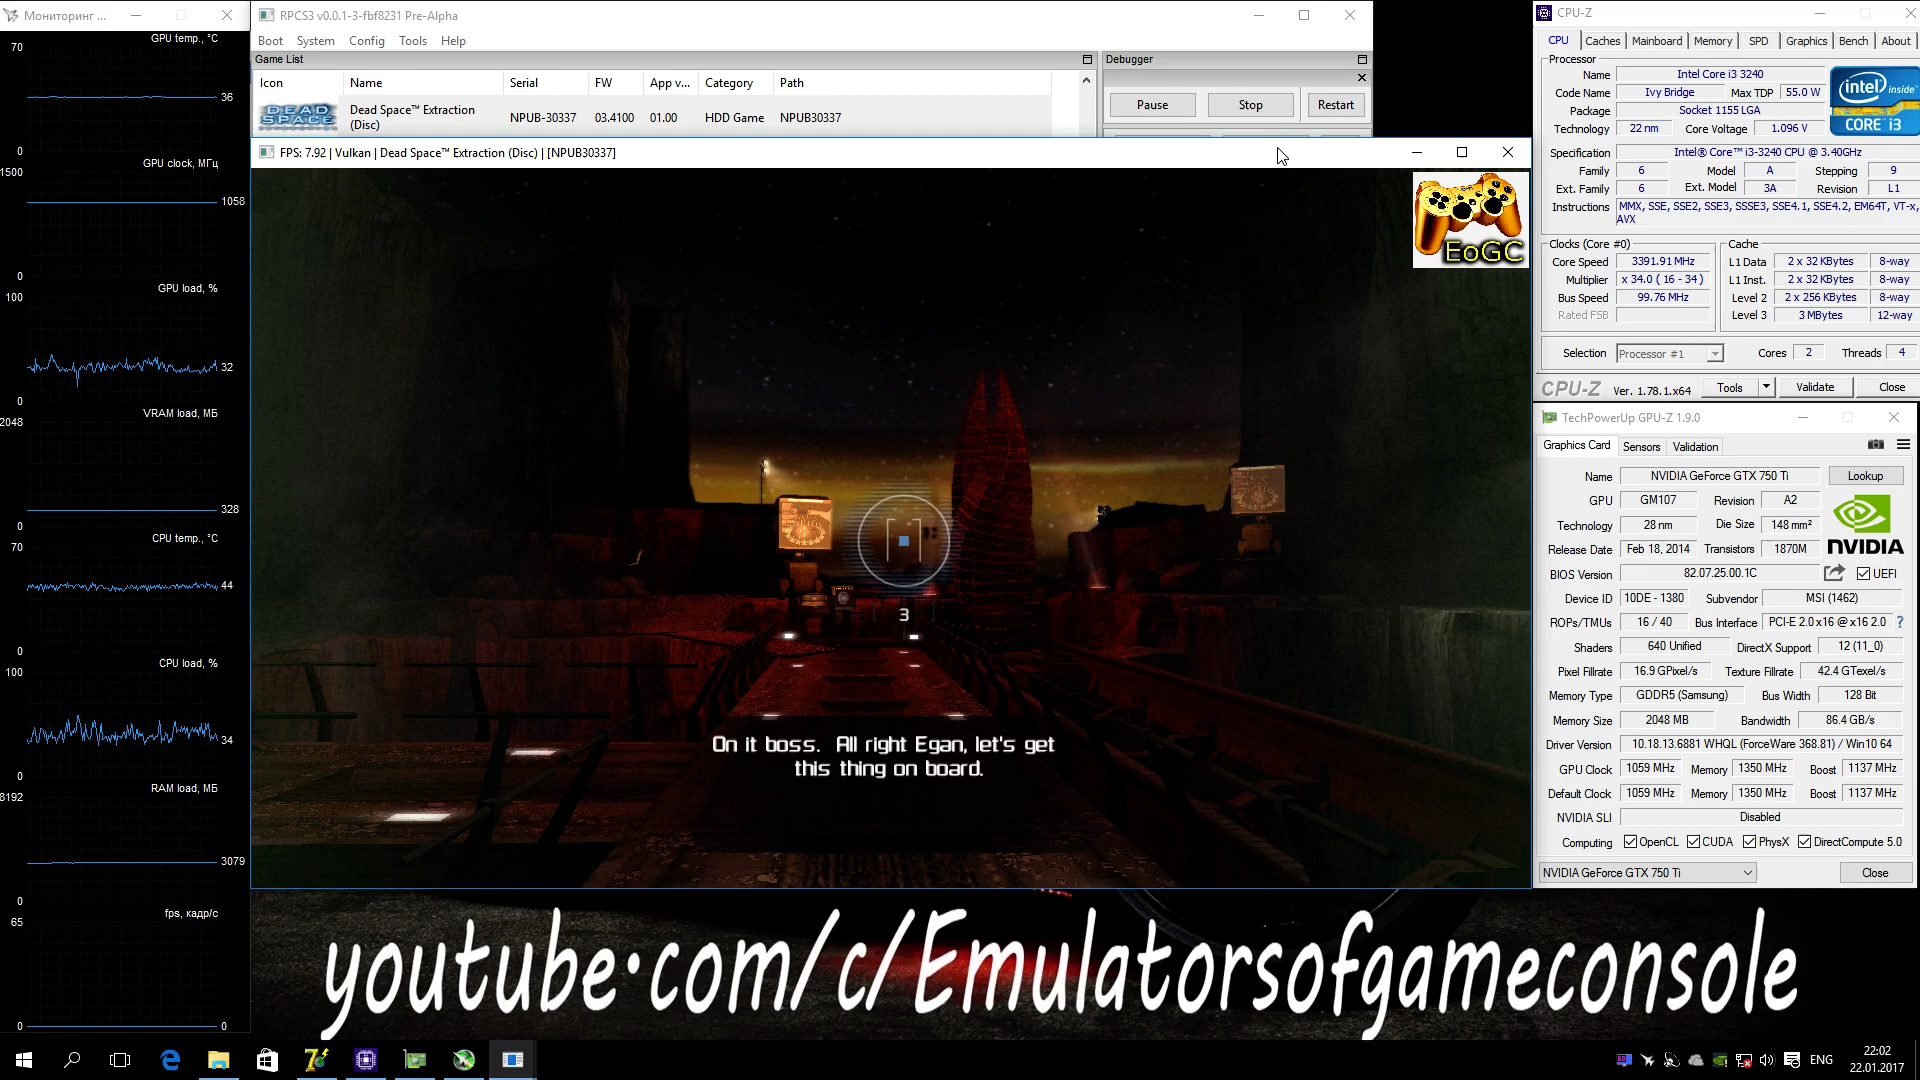 Мониторинг ...
GPU temp., °C
70
36
0
GPU clock, МГц
1500
1058
0
GPU load, %
100
32
0
VRAM load, МБ
2048
328
0
CPU temp., °C
70
44
0
CPU load, %
100
34
0
RAM load, МБ
8192
3079
0
fps, кадр/с
65
0
0
RPCS3 v0.0.1-3-fbf8231 Pre-Alpha
Boot System Config Tools Help
Game List
Icon Name Serial FW App v... Category Path
DEAD SPACE
Dead Space™ Extraction (Disc) NPUB-30337 03.4100 01.00 HDD Game NPUB30337
Debugger
Pause Stop Restart
FPS: 7.92 | Vulkan | Dead Space™ Extraction (Disc) | [NPUB30337]
EoGC
3
On it boss. All right Egan, let's get
this thing on board.
youtube.com/c/Emulatorsofgameconsole
CPU-Z
CPU Caches Mainboard Memory SPD Graphics Bench About
Processor
Name Intel Core i3 3240
Code Name Ivy Bridge Max TDP 55.0 W
Package Socket 1155 LGA
Technology 22 nm Core Voltage 1.096 V
intel inside™
CORE i3
Specification Intel® Core™ i3-3240 CPU @ 3.40GHz
Family 6 Model A Stepping 9
Ext. Family 6 Ext. Model 3A Revision L1
Instructions MMX, SSE, SSE2, SSE3, SSSE3, SSE4.1, SSE4.2, EM64T, VT-x,
AVX
Clocks (Core #0)
Core Speed 3391.91 MHz
Multiplier x 34.0 ( 16 - 34 )
Bus Speed 99.76 MHz
Rated FSB
Cache
L1 Data 2 x 32 KBytes 8-way
L1 Inst. 2 x 32 KBytes 8-way
Level 2 2 x 256 KBytes 8-way
Level 3 3 MBytes 12-way
Selection Processor #1 Cores 2 Threads 4
CPU-Z Ver. 1.78.1.x64 Tools Validate Close
TechPowerUp GPU-Z 1.9.0
Graphics Card Sensors Validation
Name NVIDIA GeForce GTX 750 Ti Lookup
GPU GM107 Revision A2
Technology 28 nm Die Size 148 mm²
Release Date Feb 18, 2014 Transistors 1870M
NVIDIA
BIOS Version 82.07.25.00.1C UEFI
Device ID 10DE - 1380 Subvendor MSI (1462)
ROPs/TMUs 16 / 40 Bus Interface PCI-E 2.0 x16 @ x16 2.0 ?
Shaders 640 Unified DirectX Support 12 (11_0)
Pixel Fillrate 16.9 GPixel/s Texture Fillrate 42.4 GTexel/s
Memory Type GDDR5 (Samsung) Bus Width 128 Bit
Memory Size 2048 MB Bandwidth 86.4 GB/s
Driver Version 10.18.13.6881 WHQL (ForceWare 368.81) / Win10 64
GPU Clock 1059 MHz Memory 1350 MHz Boost 1137 MHz
Default Clock 1059 MHz Memory 1350 MHz Boost 1137 MHz
NVIDIA SLI Disabled
Computing OpenCL CUDA PhysX DirectCompute 5.0
NVIDIA GeForce GTX 750 Ti Close
ENG
22:02
22.01.2017